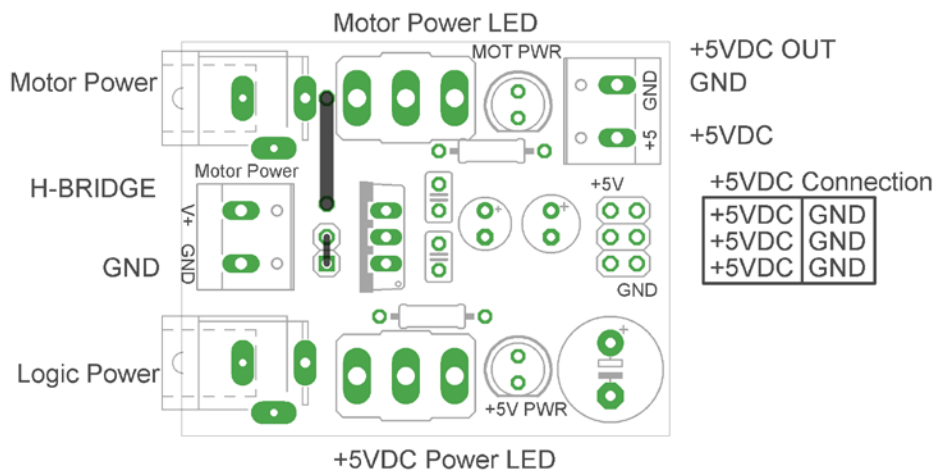 Motor Power LED
MOT PWR
+5VDC OUT
Motor Power
GND
GND
+5
+5VDC
Motor Power
H-BRIDGE
V+
GND
GND
+5V
GND
+5VDC Connection
+5VDC GND
+5VDC GND
+5VDC GND
Logic Power
+5V PWR
+5VDC Power LED